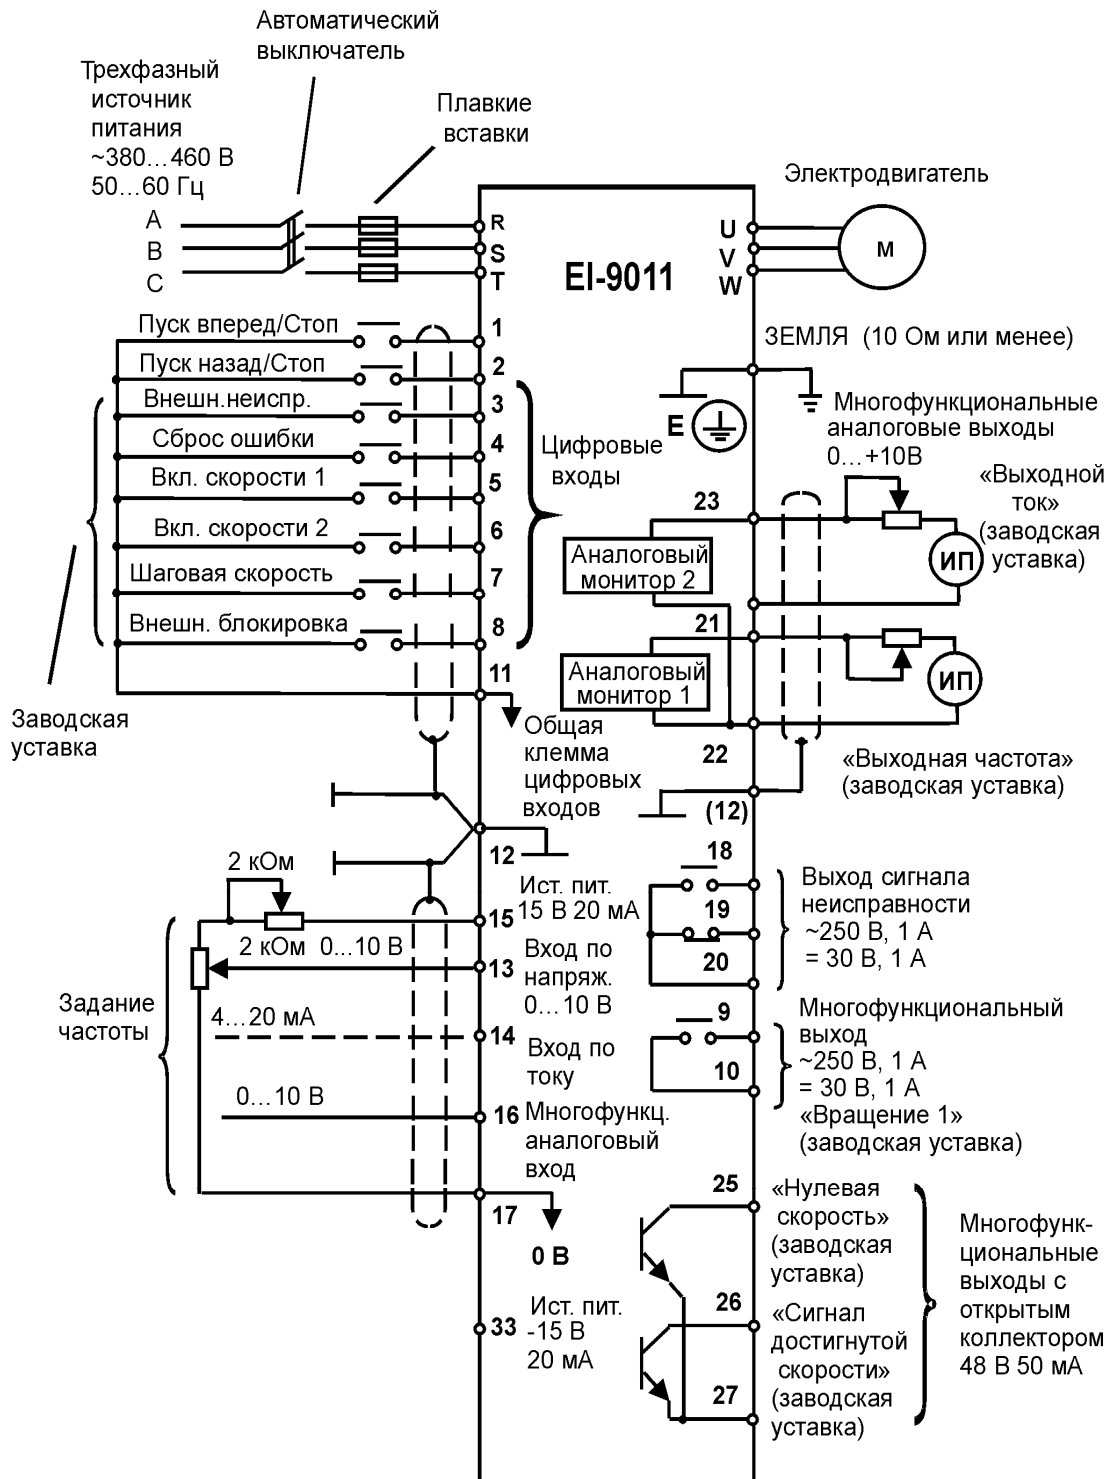 Автоматический
выключатель
Трехфазный
источник
питания
~380...460 В
50...60 Гц
Плавкие
вставки
Электродвигатель
A
B
C
R
S
T
EI-9011
U
V
W
М
Пуск вперед/Стоп
1
Пуск назад/Стоп
2
Внешн.неиспр.
3
Сброс ошибки
4
Вкл. скорости 1
5
Вкл. скорости 2
6
Шаговая скорость
7
Внешн. блокировка
8
11
Цифровые
входы
Заводская
уставка
Общая
клемма
цифровых
входов
ЗЕМЛЯ (10 Ом или менее)
E
Многофункциональные
аналоговые выходы
0...+10В
«Выходной
ток»
(заводская
уставка)
23
Аналоговый
монитор 2
ИП
21
Аналоговый
монитор 1
ИП
22
«Выходная частота»
(заводская уставка)
(12)
12
2 кОм
Ист. пит.
15 В 20 мА
15
2 кОм 0...10 В
13
Вход по
напряж.
0...10 В
Задание
частоты
4...20 мА
14
Вход по
току
0...10 В
16
Многофункц.
аналоговый
вход
17
0 В
33
Ист. пит.
-15 В
20 мА
18
19
20
Выход сигнала
неисправности
~250 В, 1 А
= 30 В, 1 А
9
10
Многофункциональный
выход
~250 В, 1 А
= 30 В, 1 А
«Вращение 1»
(заводская уставка)
25
«Нулевая
скорость»
(заводская
уставка)
26
«Сигнал
достигнутой
скорости»
(заводская
уставка)
27
Многофунк-
циональные
выходы с
открытым
коллектором
48 В 50 мА